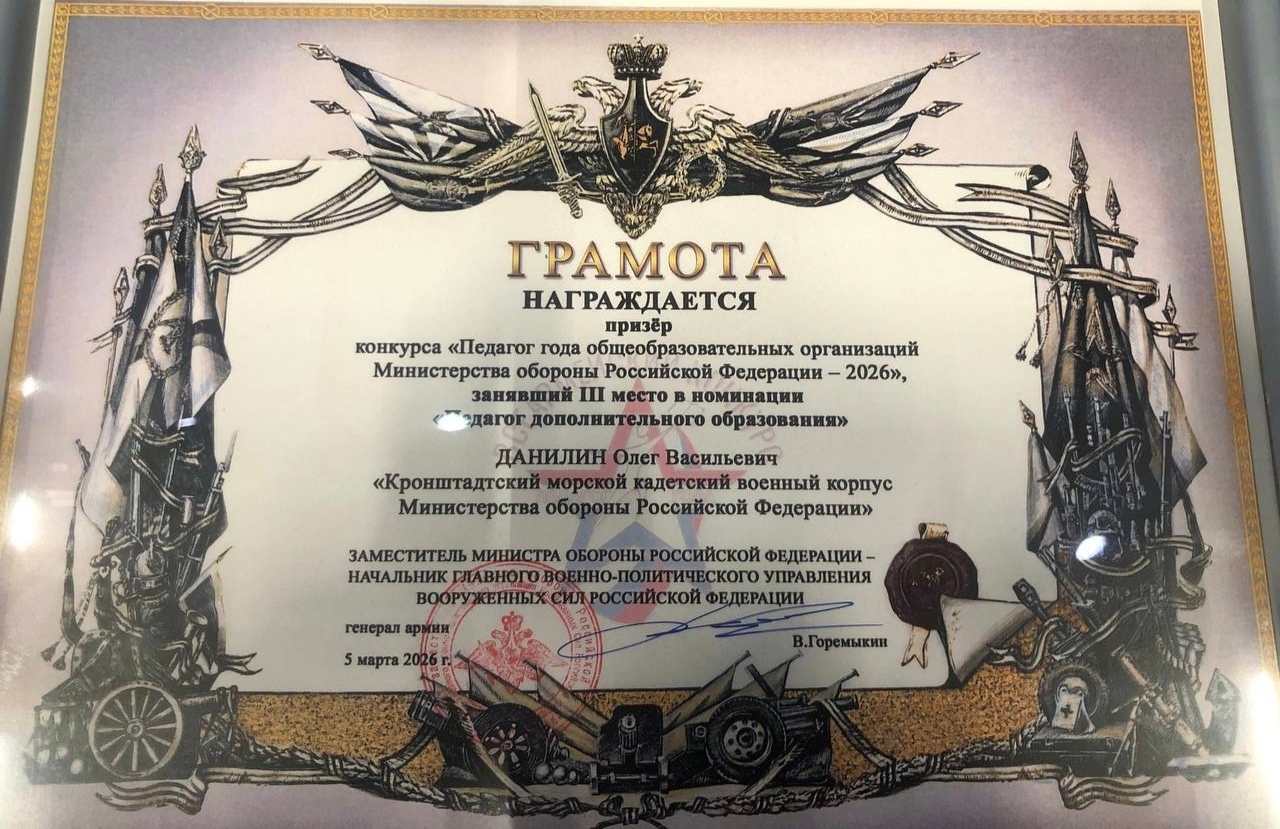 ГРАМОТА
НАГРАЖДАЕТСЯ
призёр
конкурса «Педагог года общеобразовательных организаций
Министерства обороны Российской Федерации – 2026»,
занявший III место в номинации
«Педагог дополнительного образования»
ДАНИЛИН Олег Васильевич
«Кронштадтский морской кадетский военный корпус
Министерства обороны Российской Федерации»
ЗАМЕСТИТЕЛЬ МИНИСТРА ОБОРОНЫ РОССИЙСКОЙ ФЕДЕРАЦИИ –
НАЧАЛЬНИК ГЛАВНОГО ВОЕННО-ПОЛИТИЧЕСКОГО УПРАВЛЕНИЯ
ВООРУЖЕННЫХ СИЛ РОССИЙСКОЙ ФЕДЕРАЦИИ
генерал армии
В.Горемыкин
5 марта 2026 г.